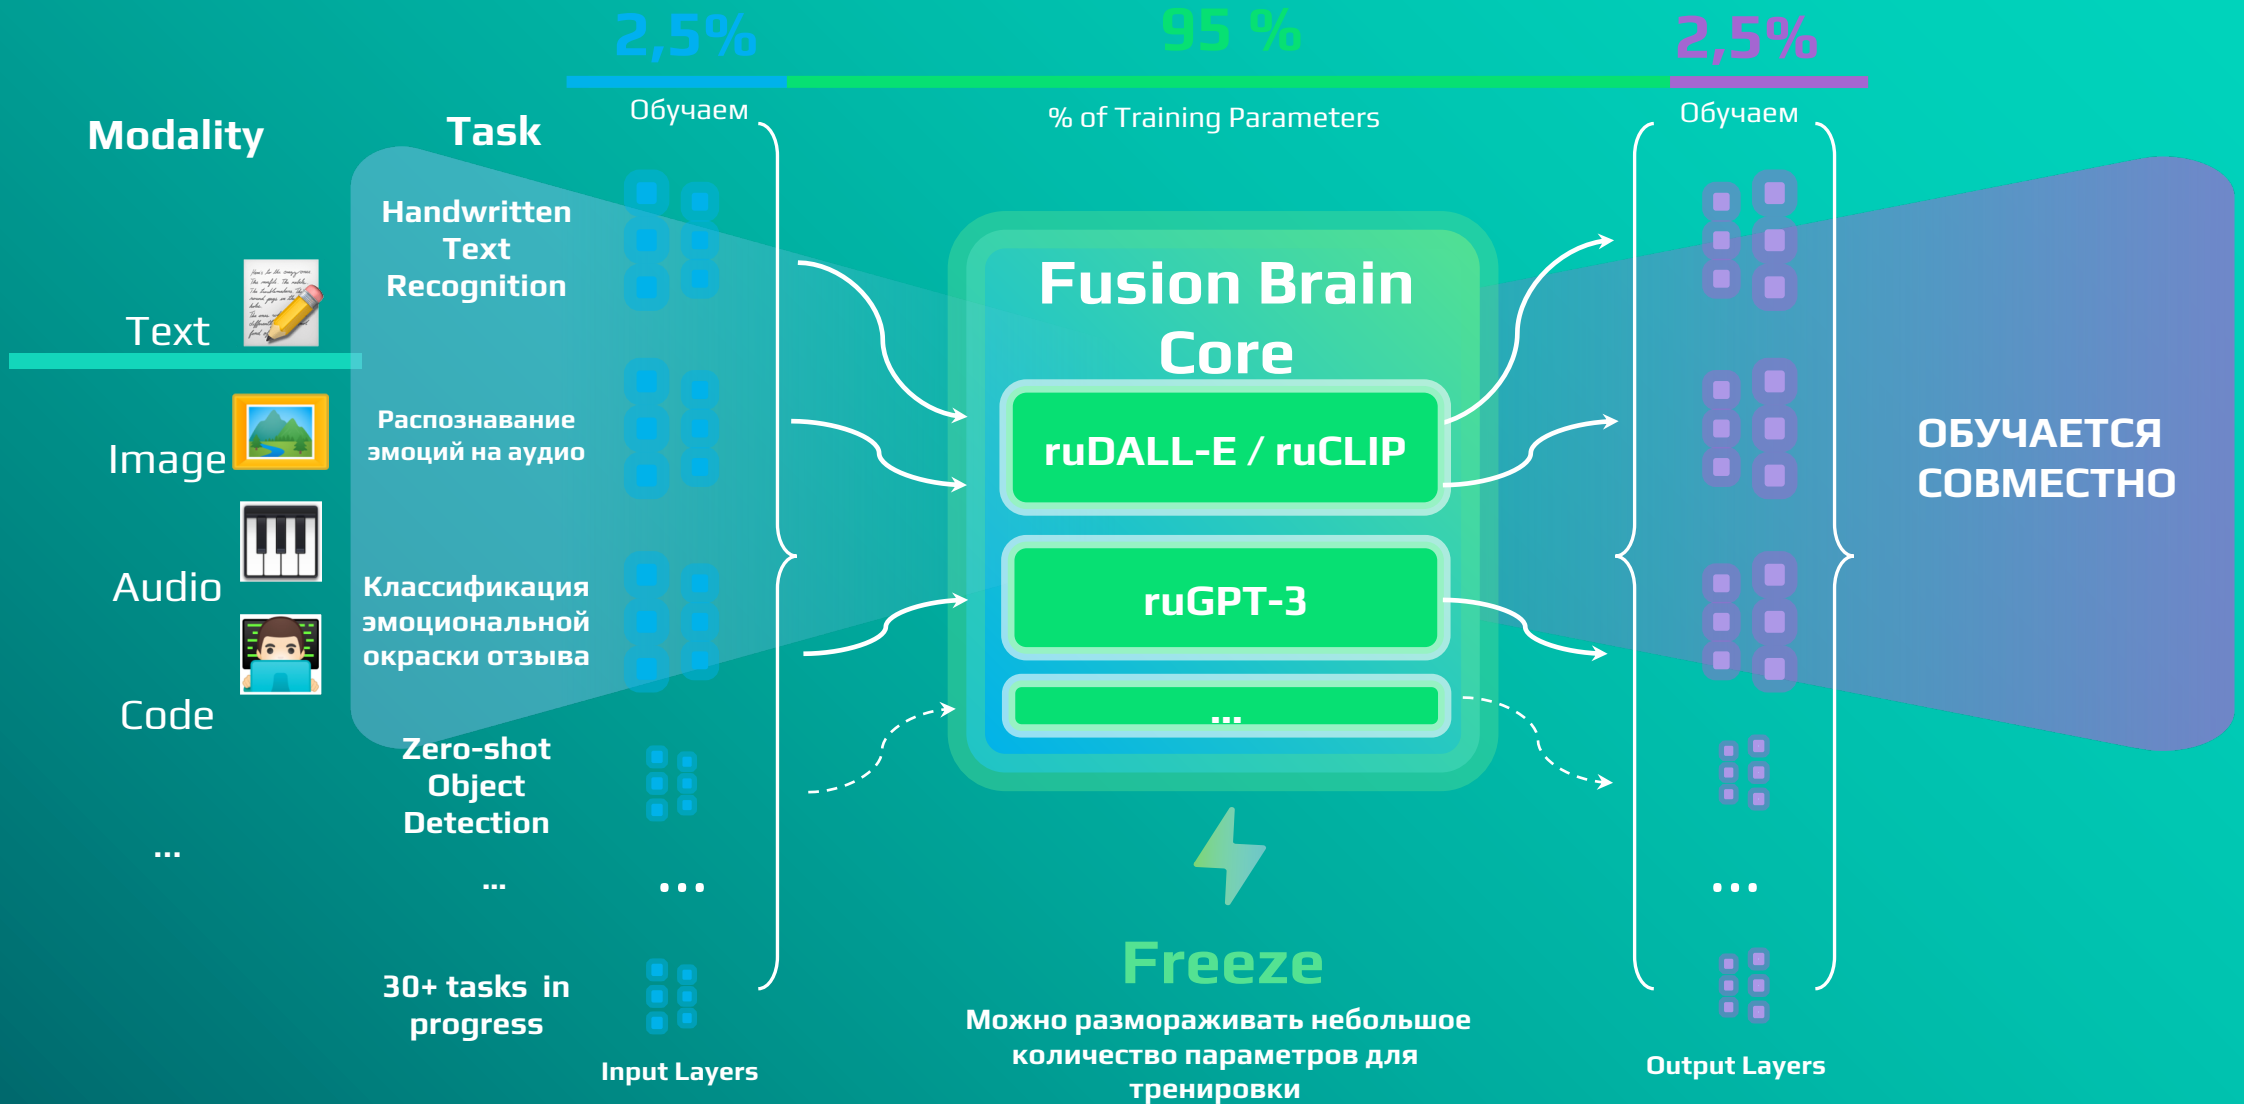 2,5%
95 %
2,5%
Обучаем
% of Training Parameters
Обучаем
Modality
Task
Text
Image
Audio
Code
...
Handwritten
Text
Recognition
Распознавание
эмоций на аудио
Классификация
эмоциональной
окраски отзыва
Zero-shot
Object
Detection
...
30+ tasks in
progress
...
Input Layers
Fusion Brain
Core
ruDALL-E / ruCLIP
ruGPT-3
...
Freeze
Можно размораживать небольшое
количество параметров для
тренировки
...
Output Layers
ОБУЧАЕТСЯ
СОВМЕСТНО